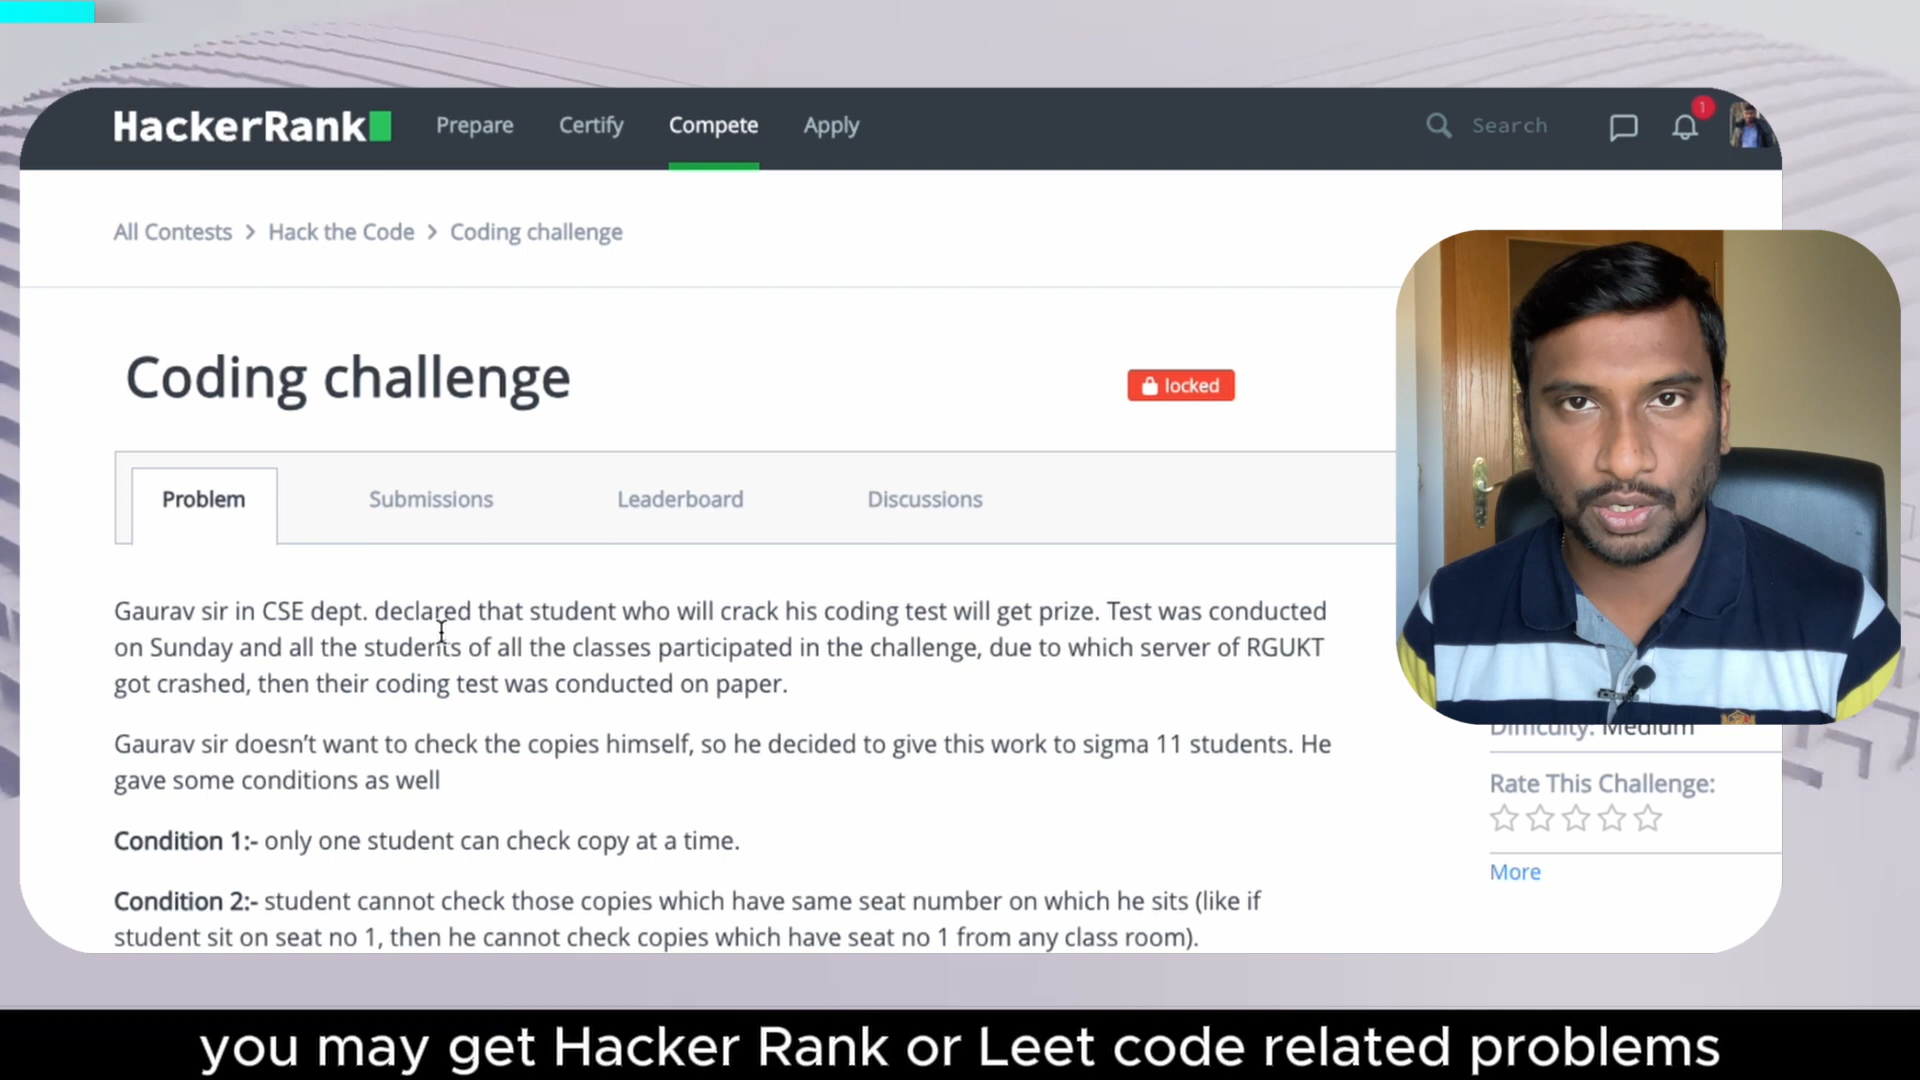 HackerRank Prepare Certify Compete Apply Search 1
All Contests > Hack the Code > Coding challenge
Coding challenge
locked
Problem Submissions Leaderboard Discussions
Gaurav sir in CSE dept. declared that student who will crack his coding test will get prize. Test was conducted
on Sunday and all the students of all the classes participated in the challenge, due to which server of RGUKT
got crashed, then their coding test was conducted on paper.
Gaurav sir doesn’t want to check the copies himself, so he decided to give this work to sigma 11 students. He
gave some conditions as well
Condition 1:- only one student can check copy at a time.
Condition 2:- student cannot check those copies which have same seat number on which he sits (like if
student sit on seat no 1, then he cannot check copies which have seat no 1 from any class room).
Difficulty: Medium
Rate This Challenge:
More
you may get Hacker Rank or Leet code related problems